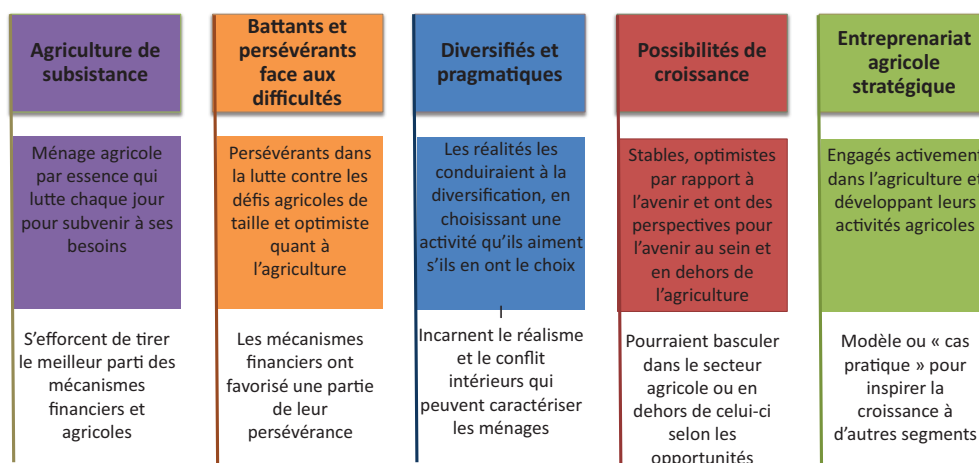 Agriculture de
subsistance
Ménage agricole
par essence qui
lutte chaque jour
pour subvenir à ses
besoins
S'efforcent de tirer
le meilleur parti des
mécanismes
financiers et
agricoles
Battants et
persévérants
face aux
difficultés
Persévérants dans
la lutte contre les
défis agricoles de
taille et optimiste
quant à
l'agriculture
Les mécanismes
financiers ont
favorisé une partie
de leur
persévérance
Diversifiés et
pragmatiques
Les réalités les
conduiraient à la
diversification, en
choisissant une
activité qu'ils aiment
s'ils en ont le choix
Incarnent le réalisme
et le conflit
intérieurs qui
peuvent caractériser
les ménages
Possibilités de
croissance
Stables, optimistes
par rapport à
l'avenir et ont des
perspectives pour
l'avenir au sein et
en dehors de
l'agriculture
Pourraient basculer
dans le secteur
agricole ou en
dehors de celui-ci
selon les
opportunités
Entreprenariat
agricole
stratégique
Engagés activement
dans l'agriculture et
développant leurs
activités agricoles
Modèle ou « cas
pratique » pour
inspirer la
croissance à
d'autres segments